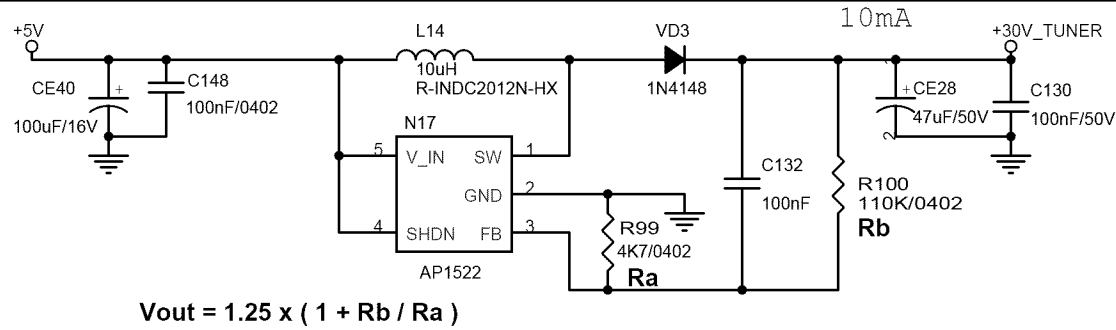 10mA
+5V
L14
VD3
+30V_TUNER
10uH
R-INDC2012N-HX
1N4148
CE40
+
C148
100nF/0402
100uF/16V
1
+
CE28
47uF/50V
2
C130
100nF/50V
N17
5
V_IN
SW
1
GND
2
4
SHDN
FB
3
AP1522
R99
4K7/0402
Ra
C132
100nF
R100
110K/0402
Rb
Vout = 1.25 x ( 1 + Rb / Ra )